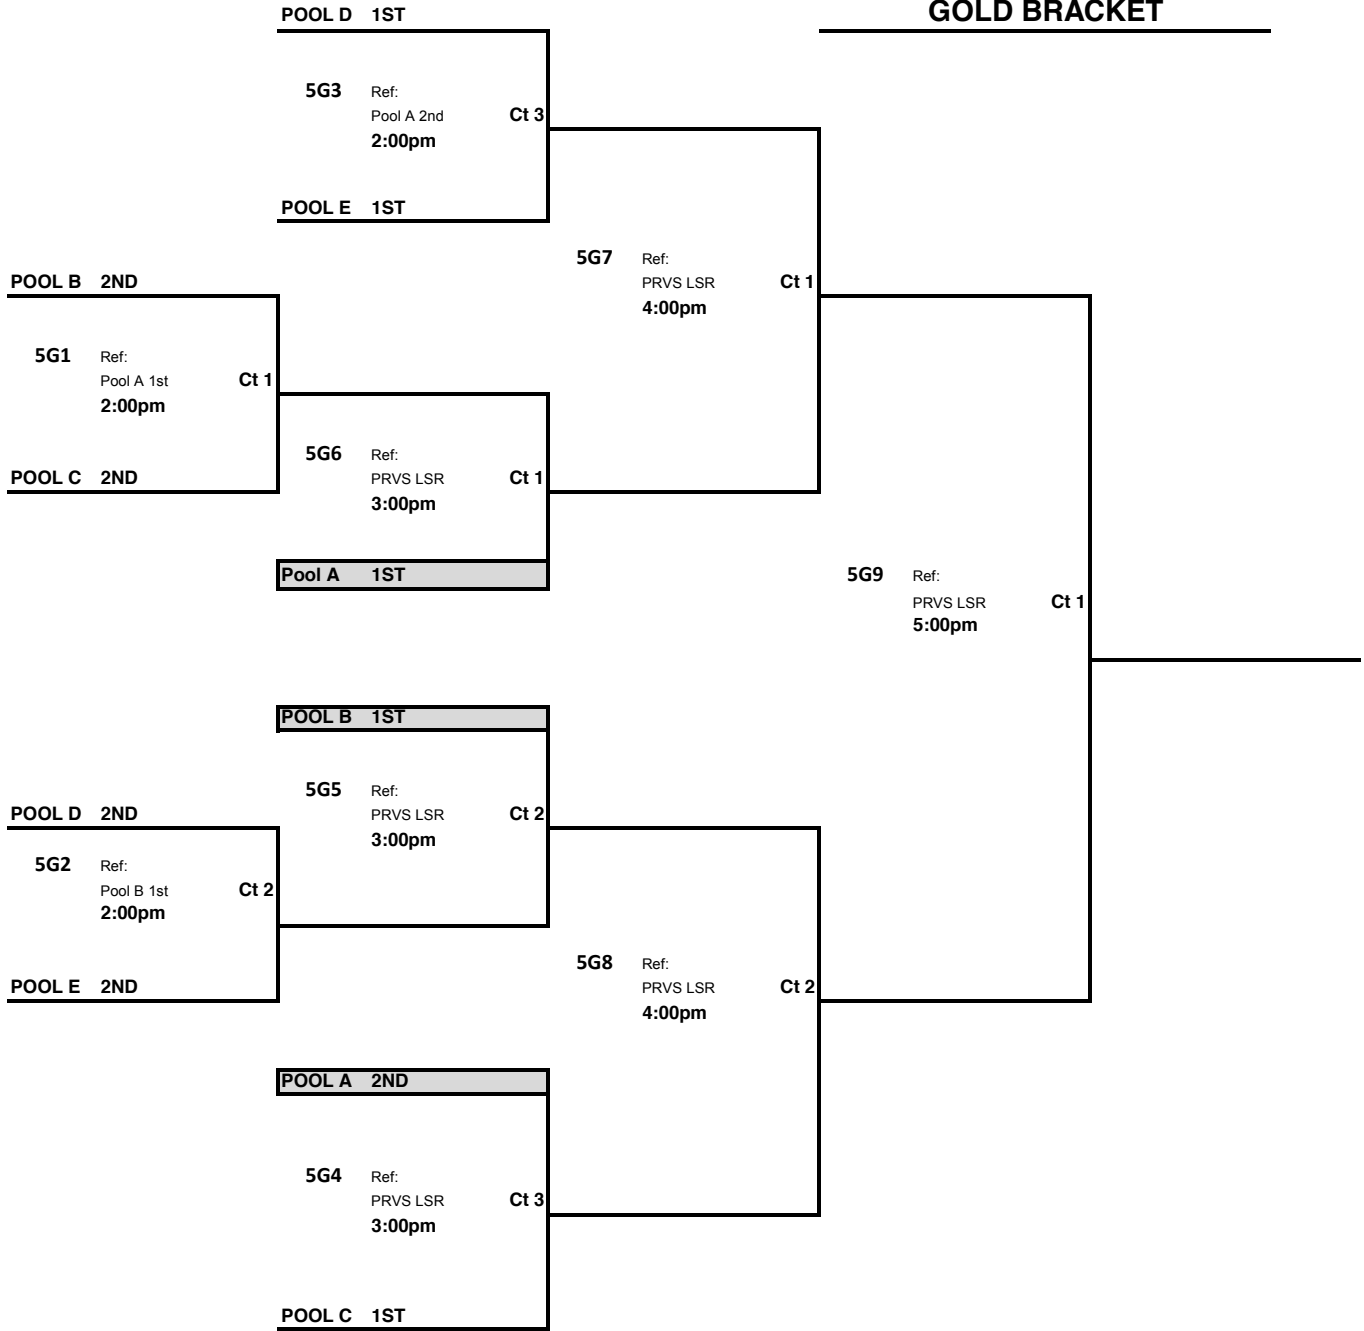 GOLD BRACKET
POOL D 1ST
5G3 Ref:
Pool A 2nd Ct 3
2:00pm
POOL E 1ST
5G7 Ref:
PRVS LSR Ct 1
4:00pm
POOL B 2ND
5G1 Ref:
Pool A 1st Ct 1
2:00pm
POOL C 2ND
5G6 Ref:
PRVS LSR Ct 1
3:00pm
Pool A 1ST
5G9 Ref:
PRVS LSR Ct 1
5:00pm
POOL B 1ST
5G5 Ref:
PRVS LSR Ct 2
3:00pm
POOL D 2ND
5G2 Ref:
Pool B 1st Ct 2
2:00pm
POOL E 2ND
5G8 Ref:
PRVS LSR Ct 2
4:00pm
POOL A 2ND
5G4 Ref:
PRVS LSR Ct 3
3:00pm
POOL C 1ST